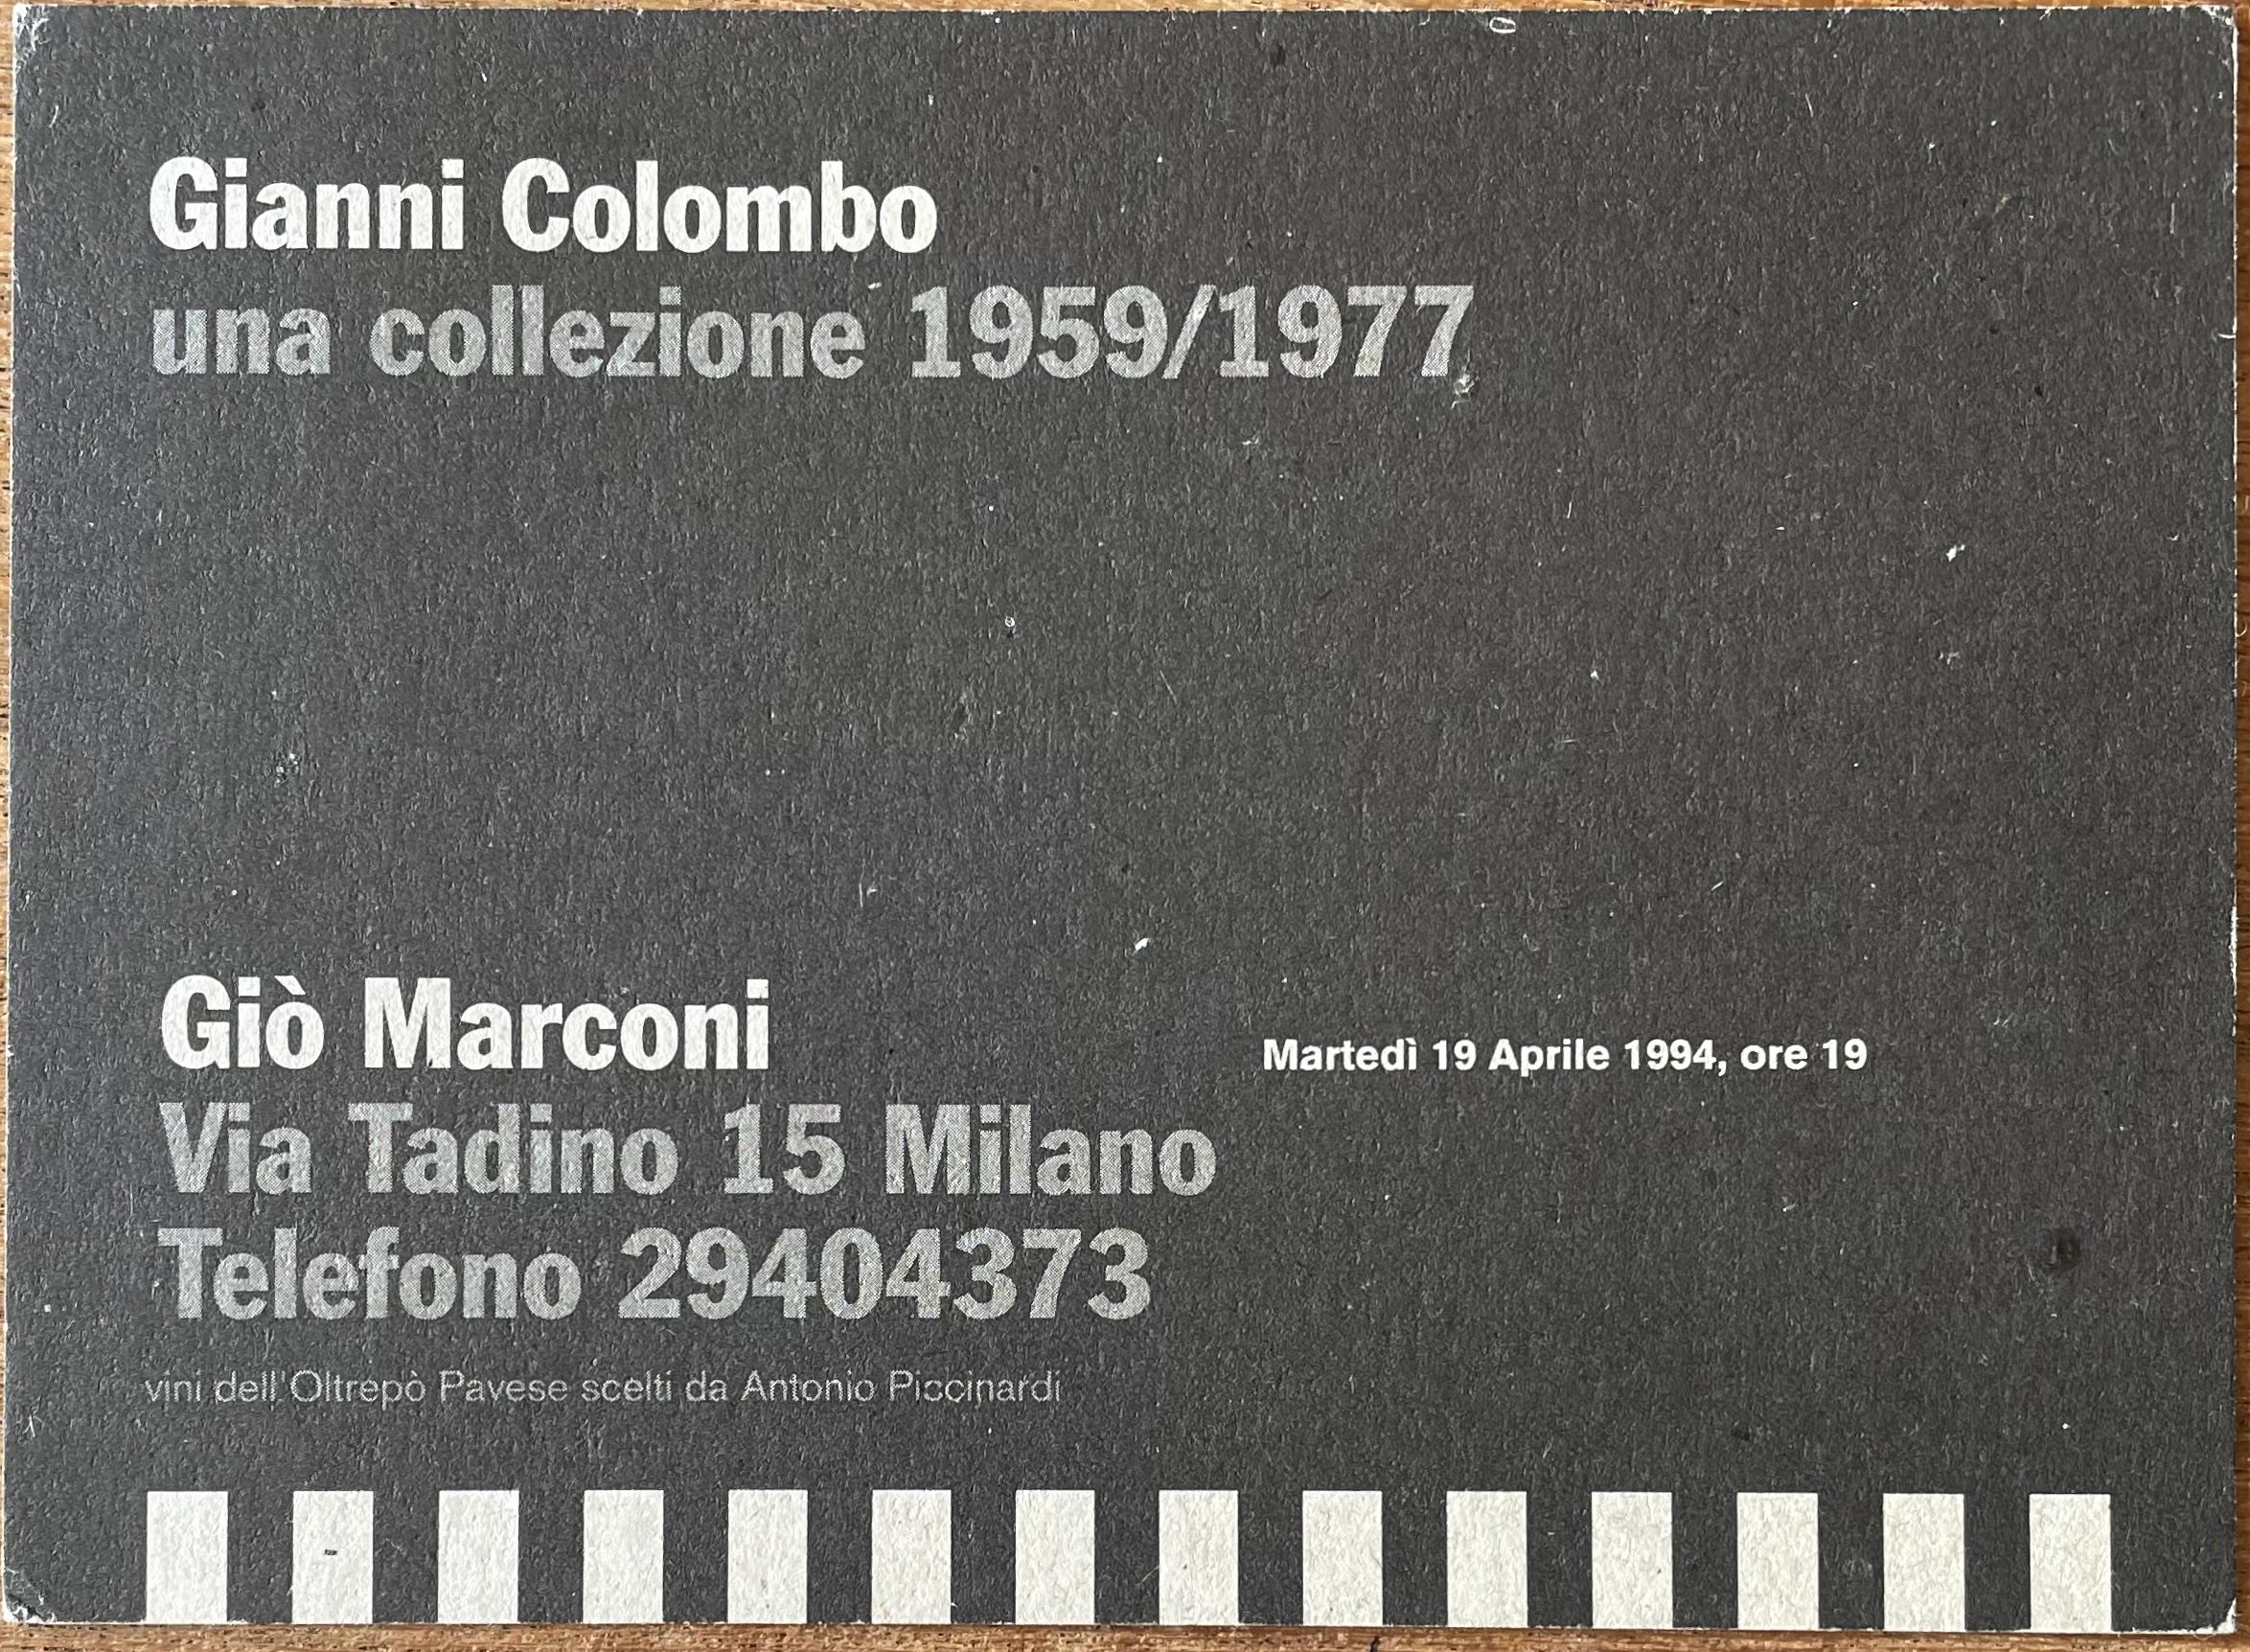 Gianni Colombo
una collezione 1959/1977
Giò Marconi
Martedì 19 Aprile 1994, ore 19
Via Tadino 15 Milano
Telefono 29404373
vini dell'Oltrepò Pavese scelti da Antonio Piccinardi